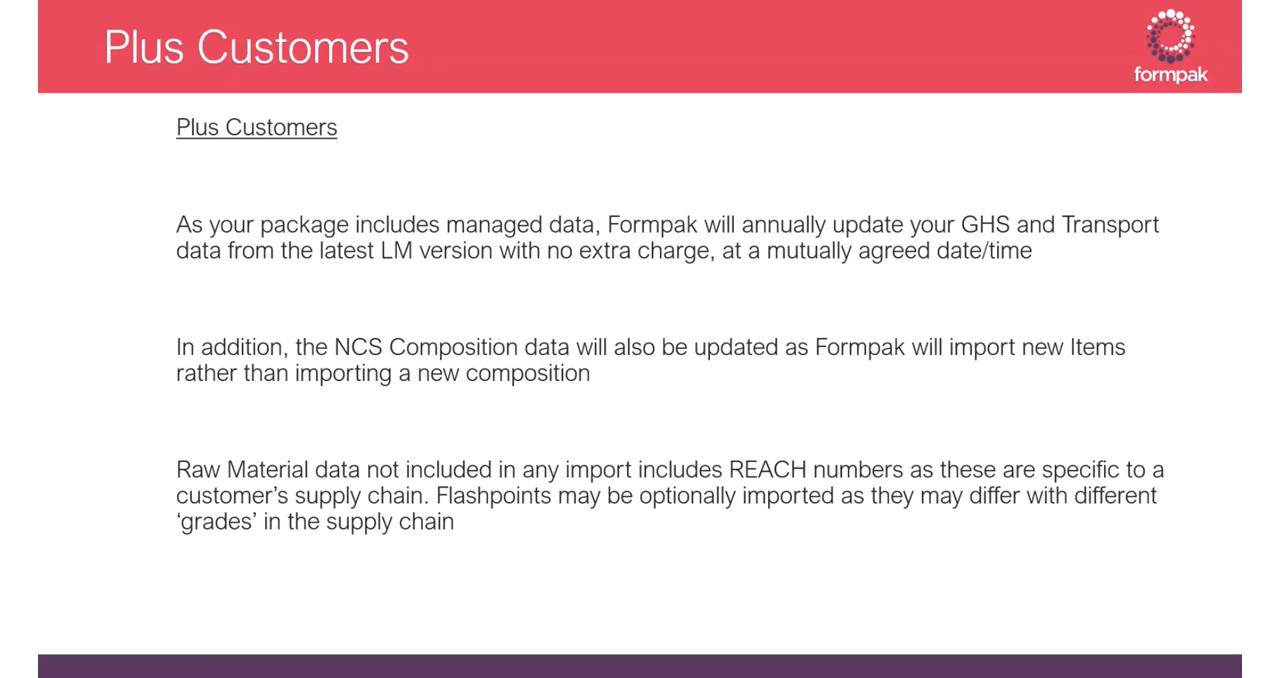 Plus Customers
formpak
Plus Customers
As your package includes managed data, Formpak will annually update your GHS and Transport
data from the latest LM version with no extra charge, at a mutually agreed date/time
In addition, the NCS Composition data will also be updated as Formpak will import new Items
rather than importing a new composition
Raw Material data not included in any import includes REACH numbers as these are specific to a
customer’s supply chain. Flashpoints may be optionally imported as they may differ with different
‘grades’ in the supply chain